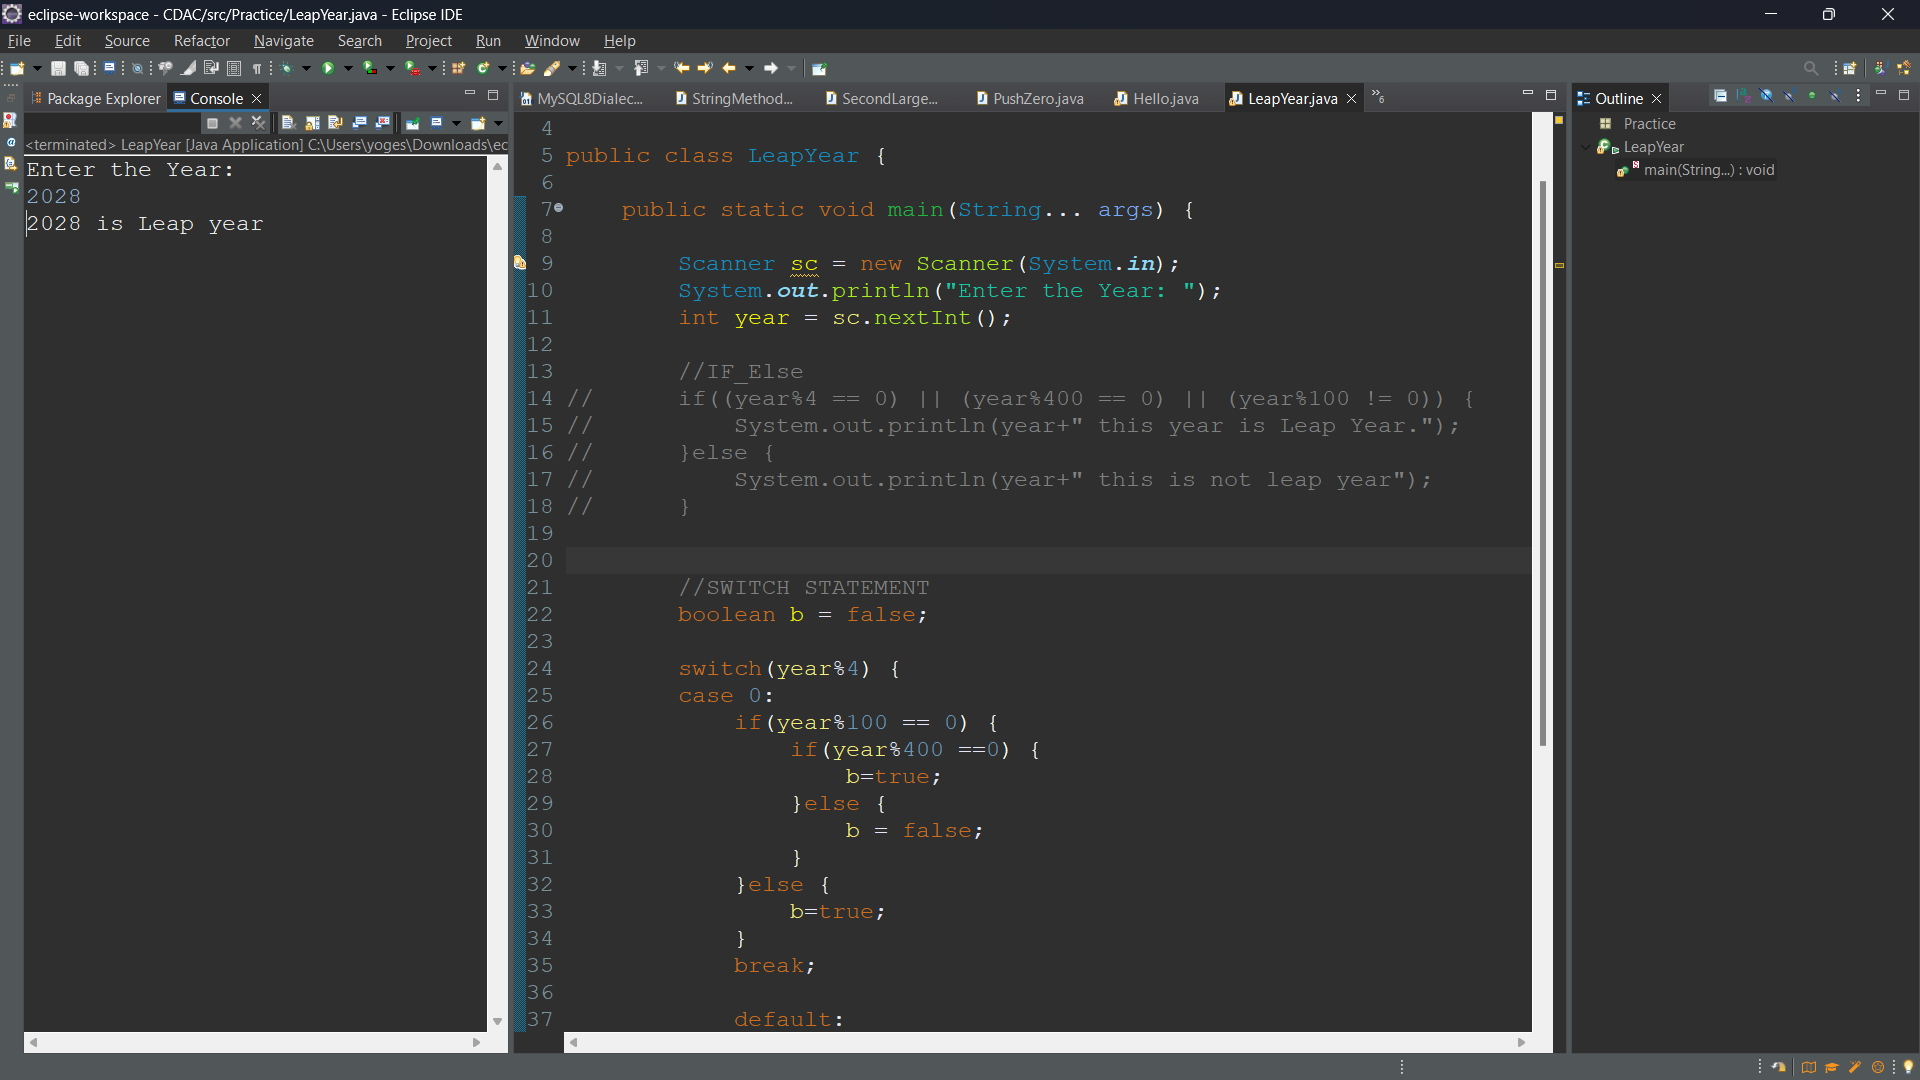 eclipse-workspace - CDAC/src/Practice/LeapYear.java - Eclipse IDE
File Edit Source Refactor Navigate Search Project Run Window Help
Package Explorer Console
<terminated> LeapYear [Java Application] C:\Users\yoges\Downloads\ec
Enter the Year:
2028
2028 is Leap year
MySQL8Dialec... StringMethod... SecondLarge... PushZero.java Hello.java LeapYear.java »6
4
5 public class LeapYear {
6
7 public static void main(String... args) {
8
9 Scanner sc = new Scanner(System.in);
10 System.out.println("Enter the Year: ");
11 int year = sc.nextInt();
12
13 //IF_Else
14 // if((year%4 == 0) || (year%400 == 0) || (year%100 != 0)) {
15 // System.out.println(year+" this year is Leap Year.");
16 // }else {
17 // System.out.println(year+" this is not leap year");
18 // }
19
20
21 //SWITCH STATEMENT
22 boolean b = false;
23
24 switch(year%4) {
25 case 0:
26 if(year%100 == 0) {
27 if(year%400 ==0) {
28 b=true;
29 }else {
30 b = false;
31 }
32 }else {
33 b=true;
34 }
35 break;
36
37 default:
Outline
Practice
LeapYear
main(String...) : void